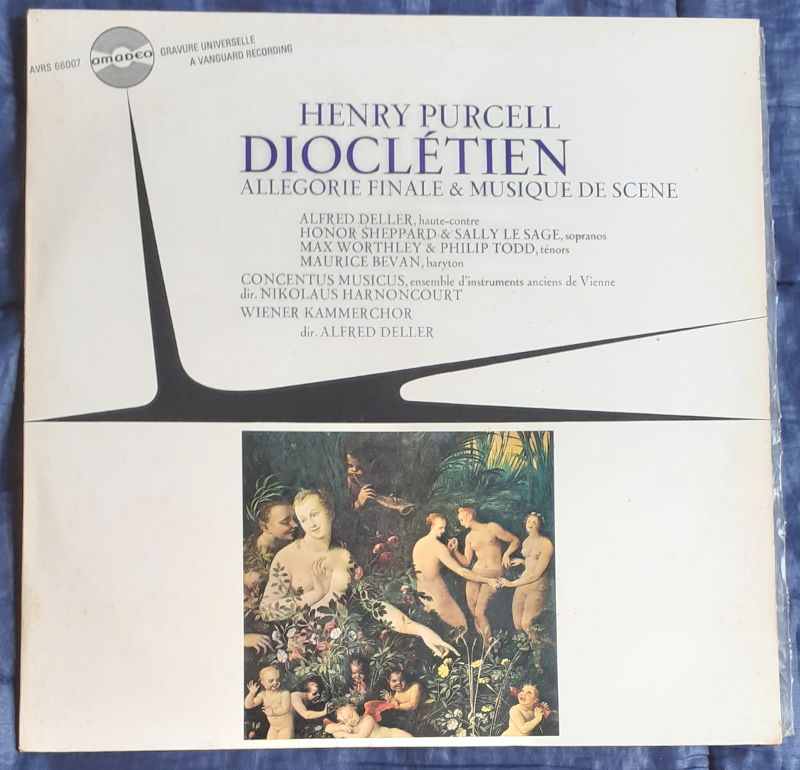 AVRS 66007
amadeo
GRAVURE UNIVERSELLE
A VANGUARD RECORDING
HENRY PURCELL
DIOCLÉTIEN
ALLEGORIE FINALE & MUSIQUE DE SCENE
ALFRED DELLER, haute-contre
HONOR SHEPPARD & SALLY LE SAGE, sopranos
MAX WORTHLEY & PHILIP TODD, ténors
MAURICE BEVAN, baryton
CONCENTUS MUSICUS, ensemble d'instruments anciens de Vienne
dir. NIKOLAUS HARNONCOURT
WIENER KAMMERCHOR
dir. ALFRED DELLER